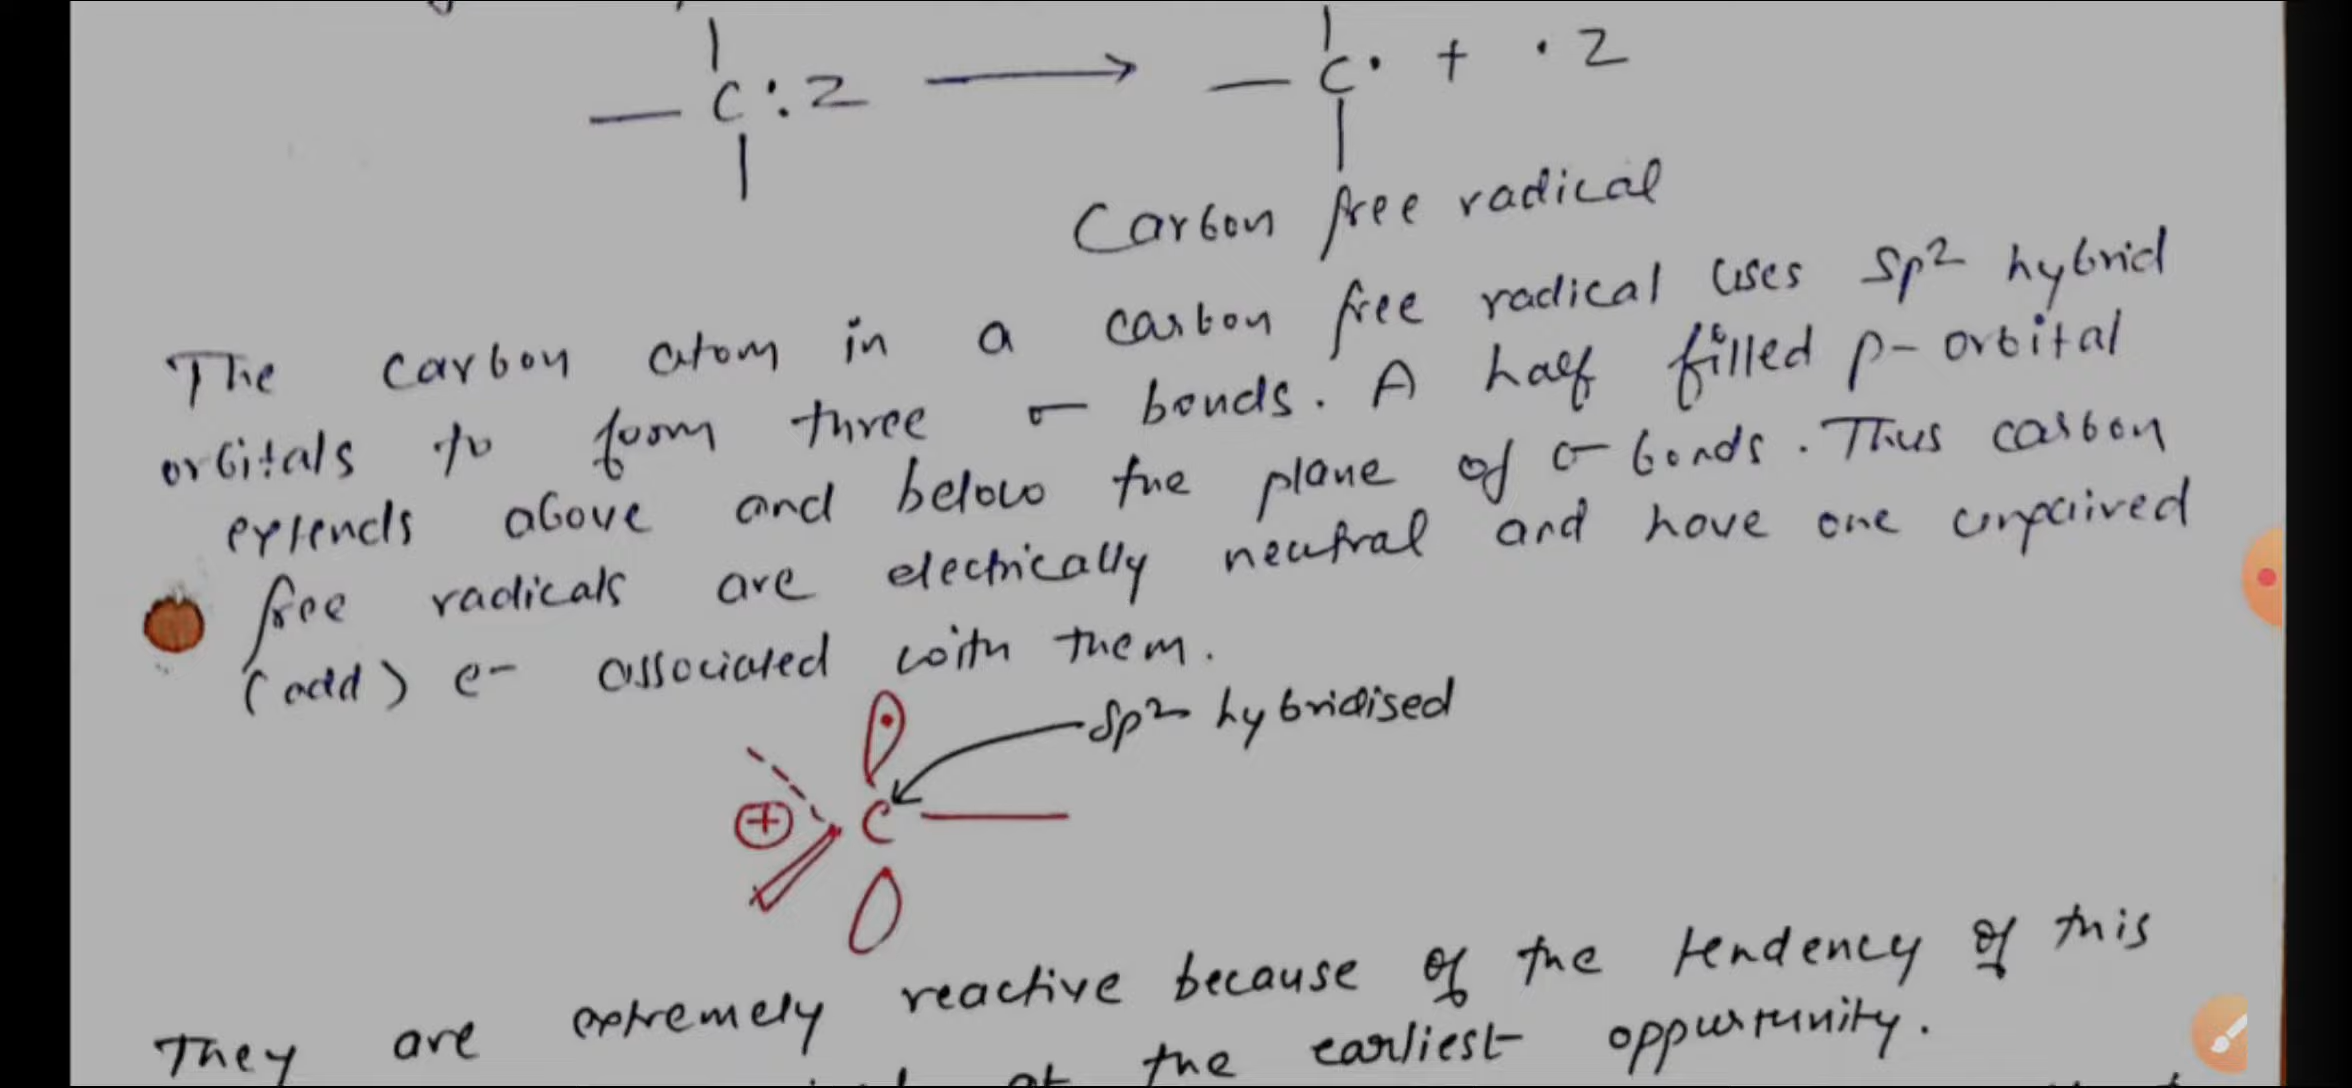 C : Z → C· + ·Z
Carbon free radical
The carbon atom in a carbon free radical uses sp² hybrid
orbitals to form three σ bonds. A half filled p-orbital
extends above and below the plane of σ-bonds. Thus carbon
free radicals are electrically neutral and have one unpaired
(odd) e- associated with them.
sp² hybridised
⊕ C
They are extremely reactive because of the tendency of this
at the earliest oppurtunity.